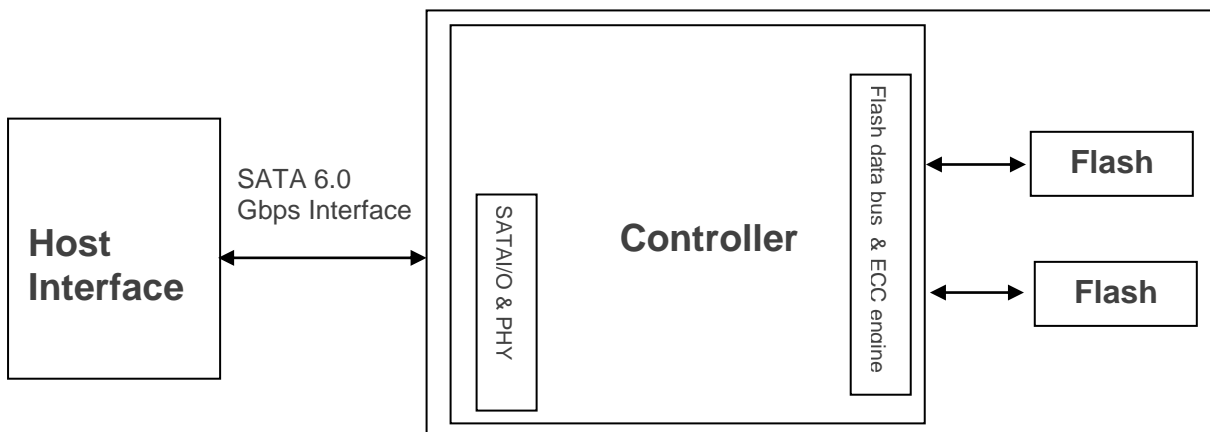 Host
Interface
SATA 6.0
Gbps Interface
SATAI/O & PHY
Controller
Flash data bus & ECC engine
Flash
Flash